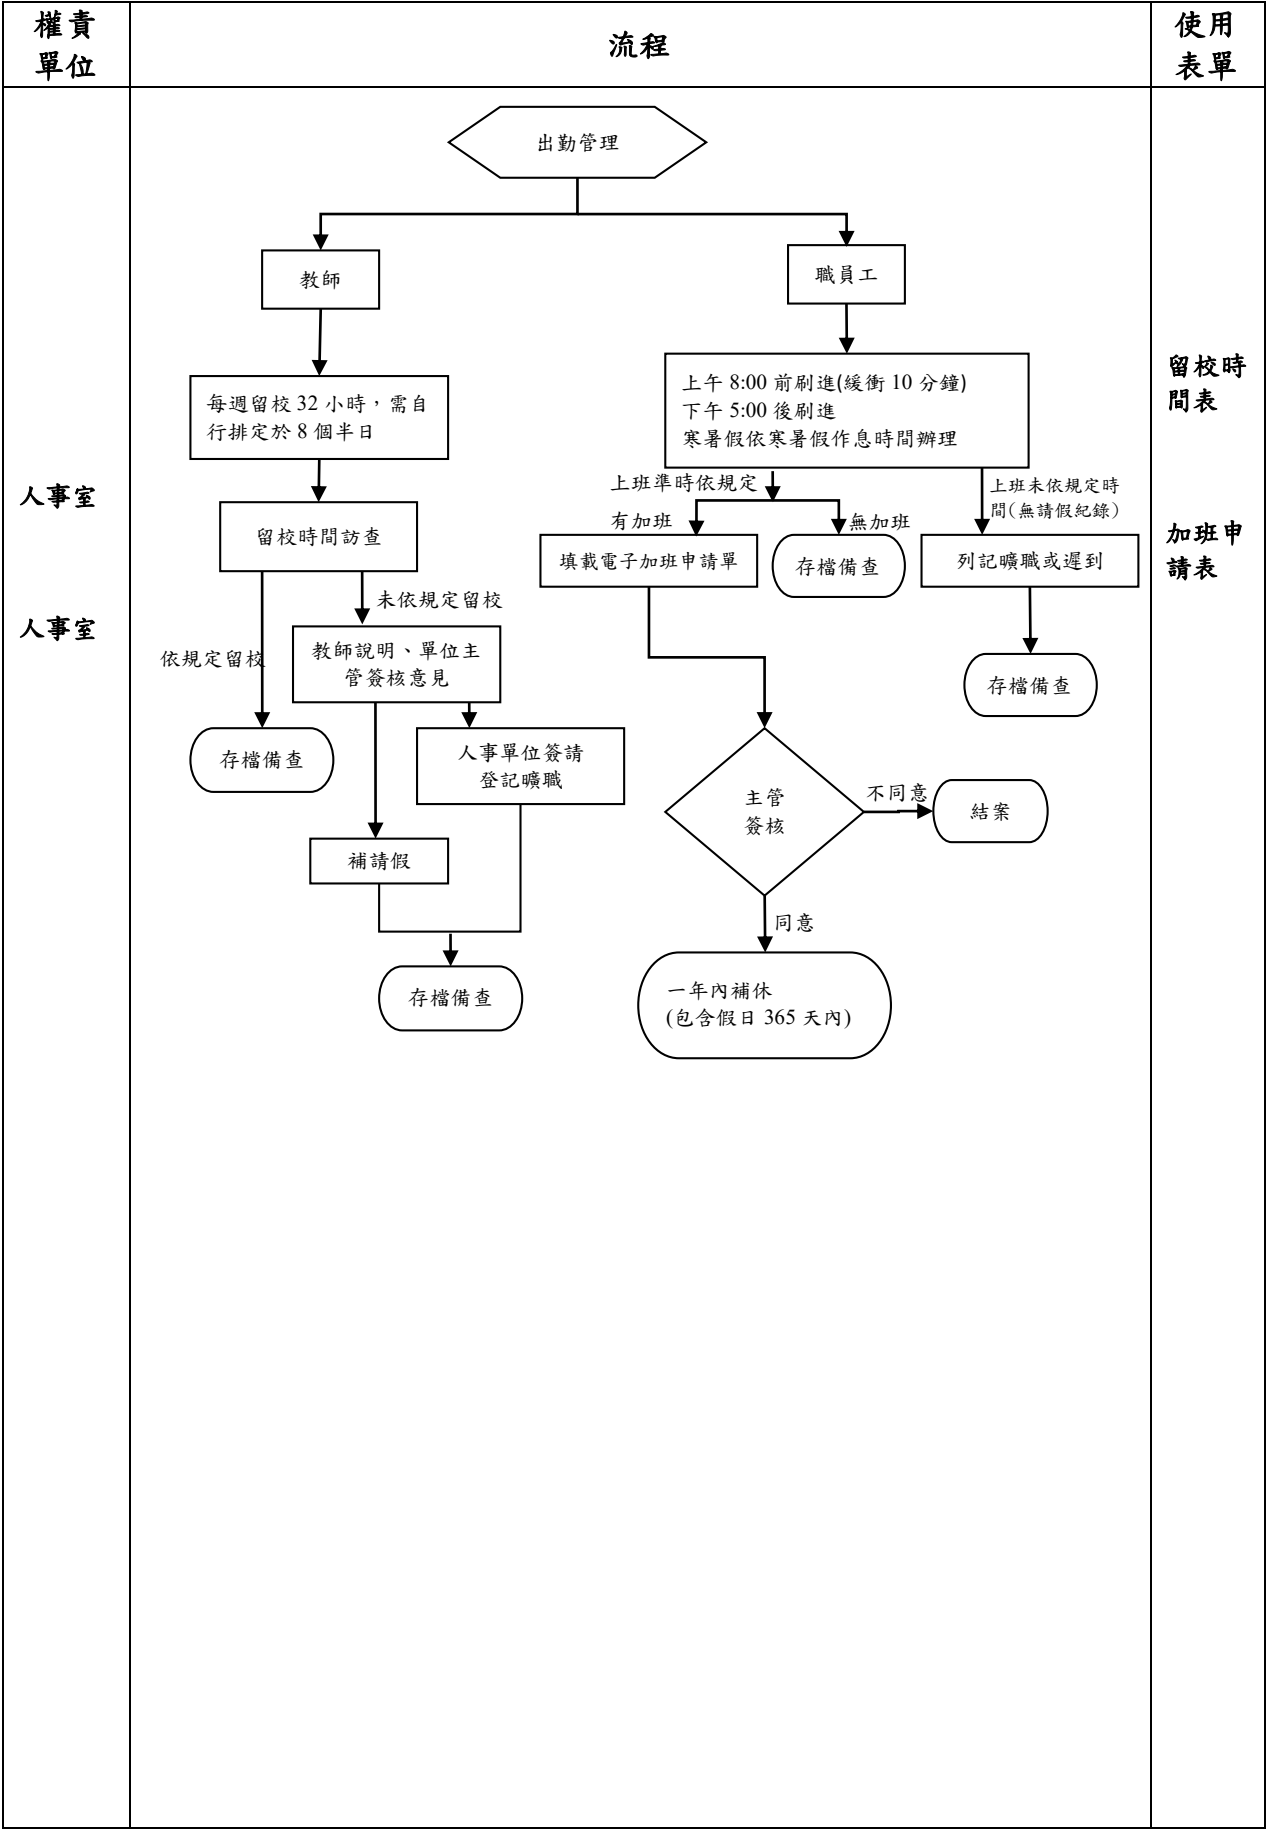 權責
單位
流程
使用
表單
出勤管理
教師
職員工
每週留校 32 小時，需自
行排定於 8 個半日
上午 8:00 前刷進(緩衝 10 分鐘)
下午 5:00 後刷進
寒暑假依寒暑假作息時間辦理
留校時
間表
人事室
留校時間訪查
上班準時依規定
上班未依規定時
間(無請假紀錄)
有加班
無加班
填載電子加班申請單
存檔備查
列記曠職或遲到
加班申
請表
人事室
未依規定留校
依規定留校
教師說明、單位主
管簽核意見
存檔備查
存檔備查
人事單位簽請
登記曠職
主管
簽核
不同意
結案
補請假
同意
存檔備查
一年內補休
(包含假日 365 天內)